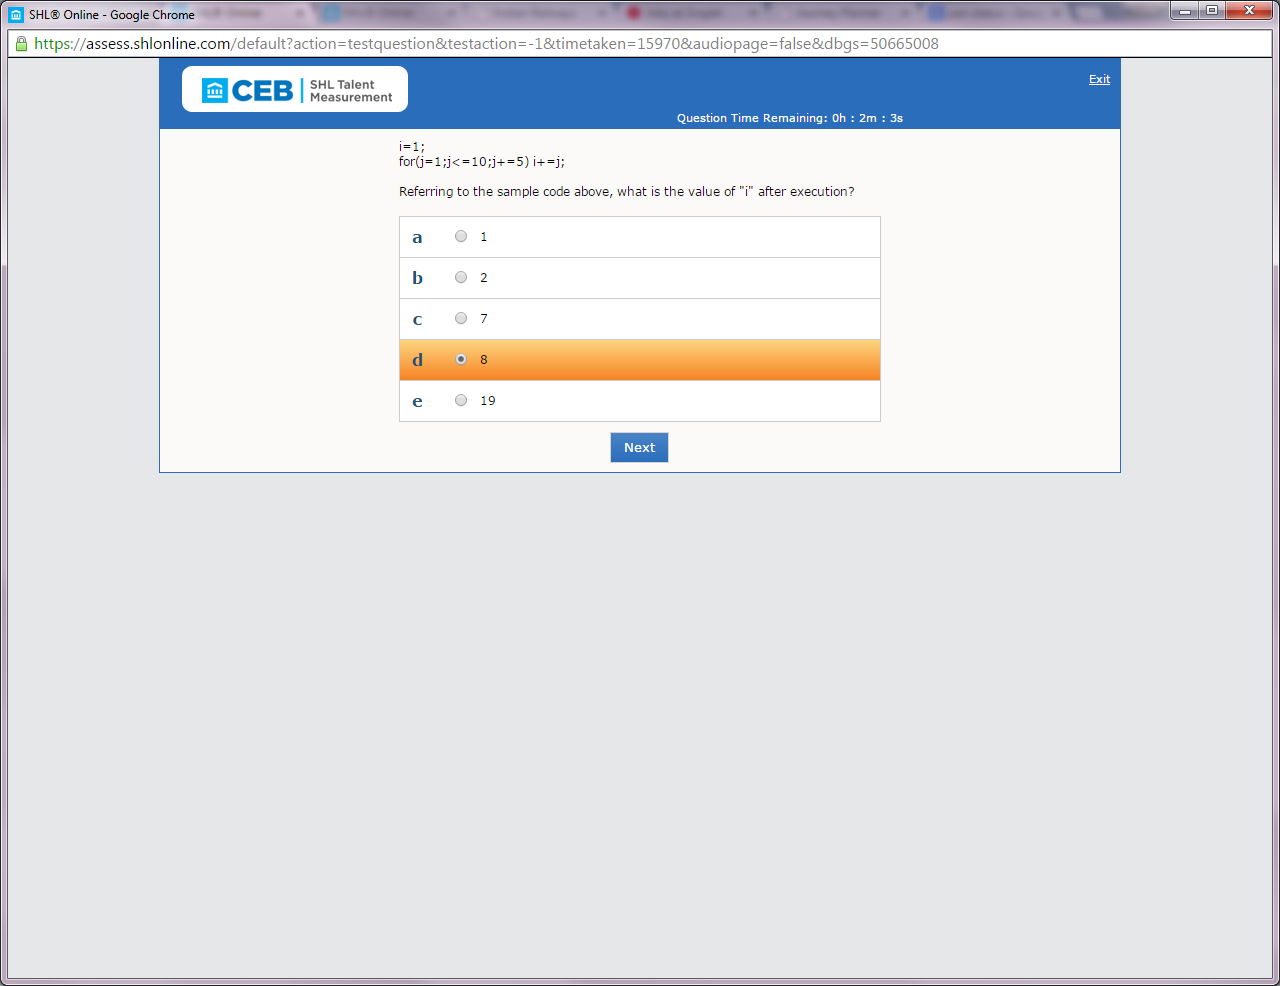 SHL® Online - Google Chrome
https://assess.shlonline.com/default?action=testquestion&testaction=-1&timetaken=15970&audiopage=false&dbgs=50665008
CEB SHL Talent
Measurement
Exit
Question Time Remaining: 0h : 2m : 3s
i=1;
for(j=1;j<=10;j+=5) i+=j;
Referring to the sample code above, what is the value of "i" after execution?
a 1
b 2
c 7
d 8
e 19
Next